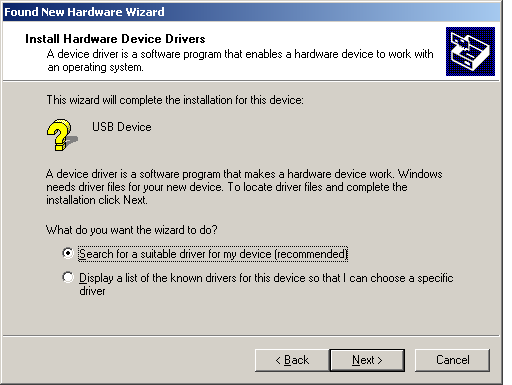 Found New Hardware Wizard
Install Hardware Device Drivers
A device driver is a software program that enables a hardware device to work with
an operating system.
This wizard will complete the installation for this device:
USB Device
A device driver is a software program that makes a hardware device work. Windows
needs driver files for your new device. To locate driver files and complete the
installation click Next.
What do you want the wizard to do?
Search for a suitable driver for my device (recommended)
Display a list of the known drivers for this device so that I can choose a specific
driver
< Back
Next >
Cancel